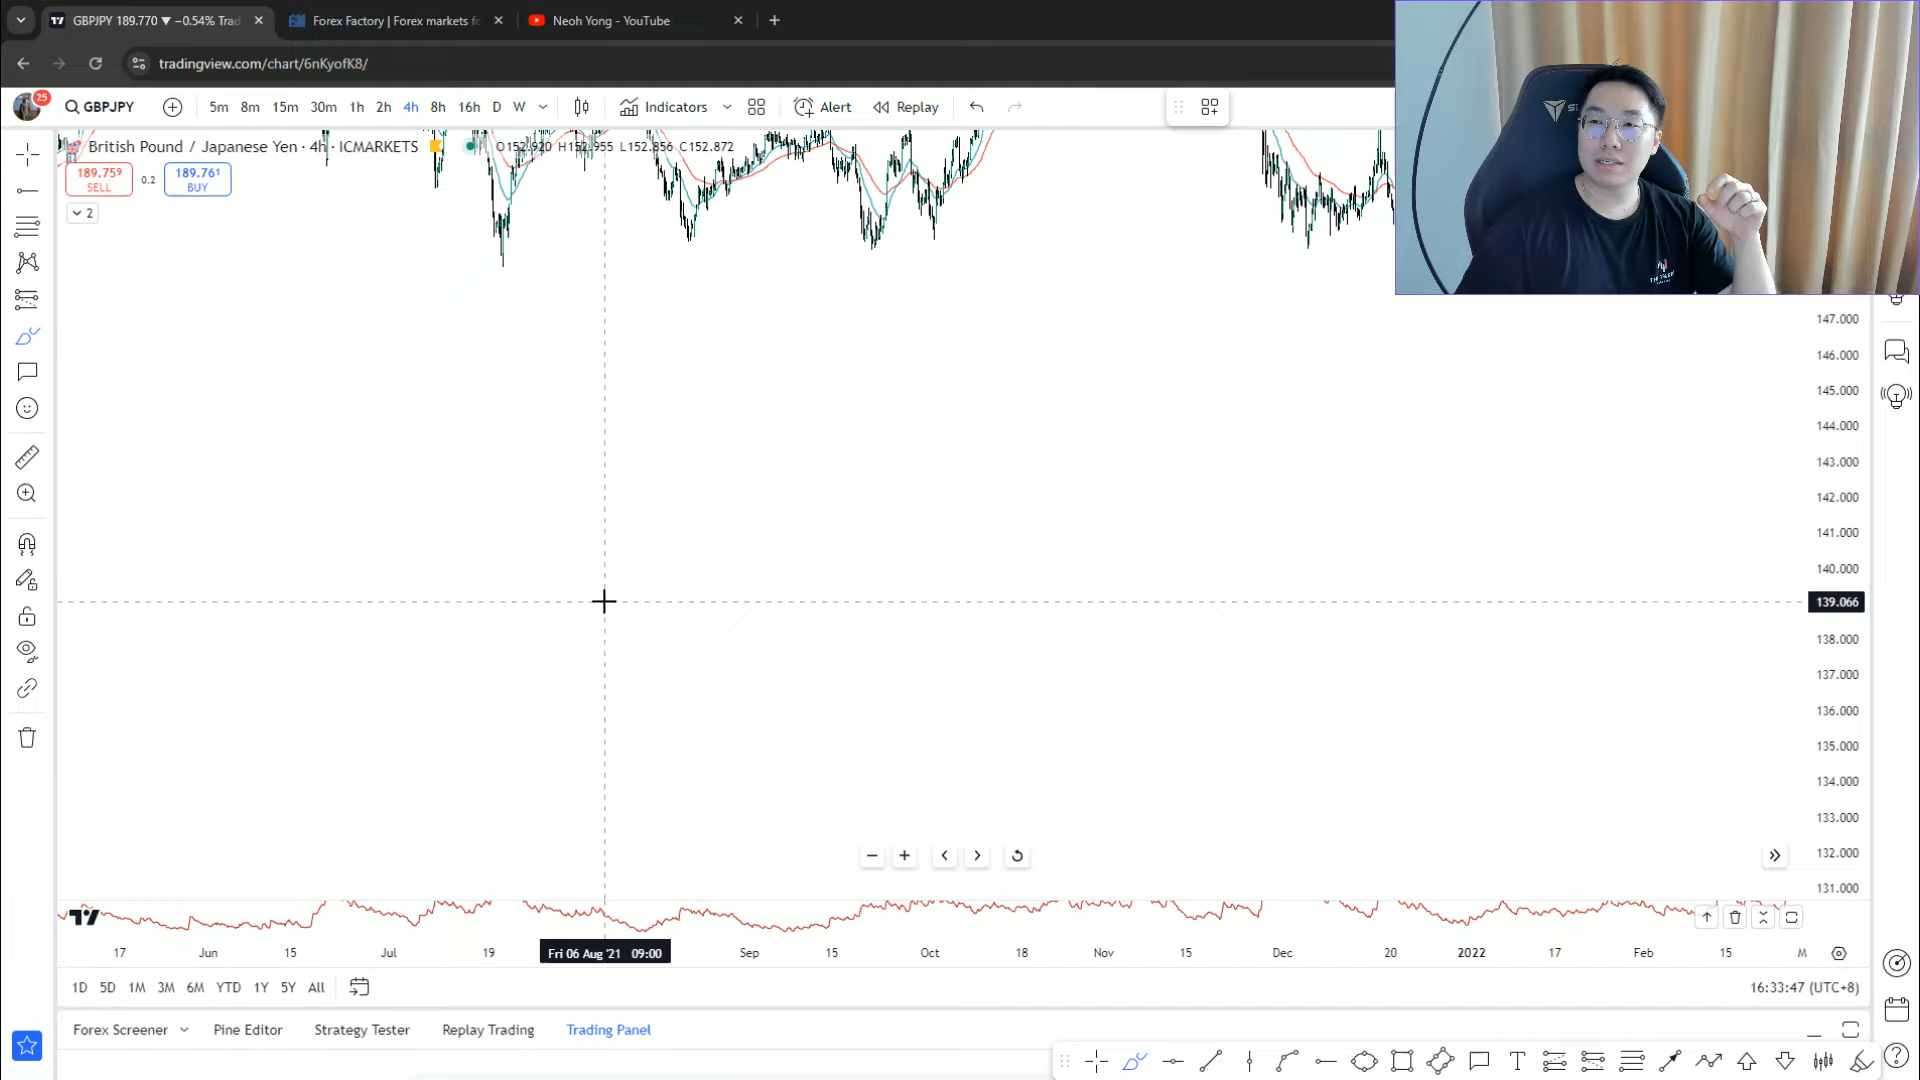 GBPJPY 189.770 ▼ −0.54% Trad
Forex Factory | Forex markets fo
Neoh Yong - YouTube
tradingview.com/chart/6nKyofK8/
25
GBPJPY
5m 8m 15m 30m 1h 2h 4h 8h 16h D W
Indicators
Alert
Replay
British Pound / Japanese Yen · 4h · ICMARKETS
O152.920 H152.955 L152.856 C152.872
189.759
SELL
0.2
189.761
BUY
2
147.000
146.000
145.000
144.000
143.000
142.000
141.000
140.000
139.066
138.000
137.000
136.000
135.000
134.000
133.000
132.000
131.000
17 Jun 15 Jul 19 Fri 06 Aug '21 09:00 Sep 15 Oct 18 Nov 15 Dec 20 2022 17 Feb 15 M
1D 5D 1M 3M 6M YTD 1Y 5Y All
16:33:47 (UTC+8)
Forex Screener Pine Editor Strategy Tester Replay Trading Trading Panel